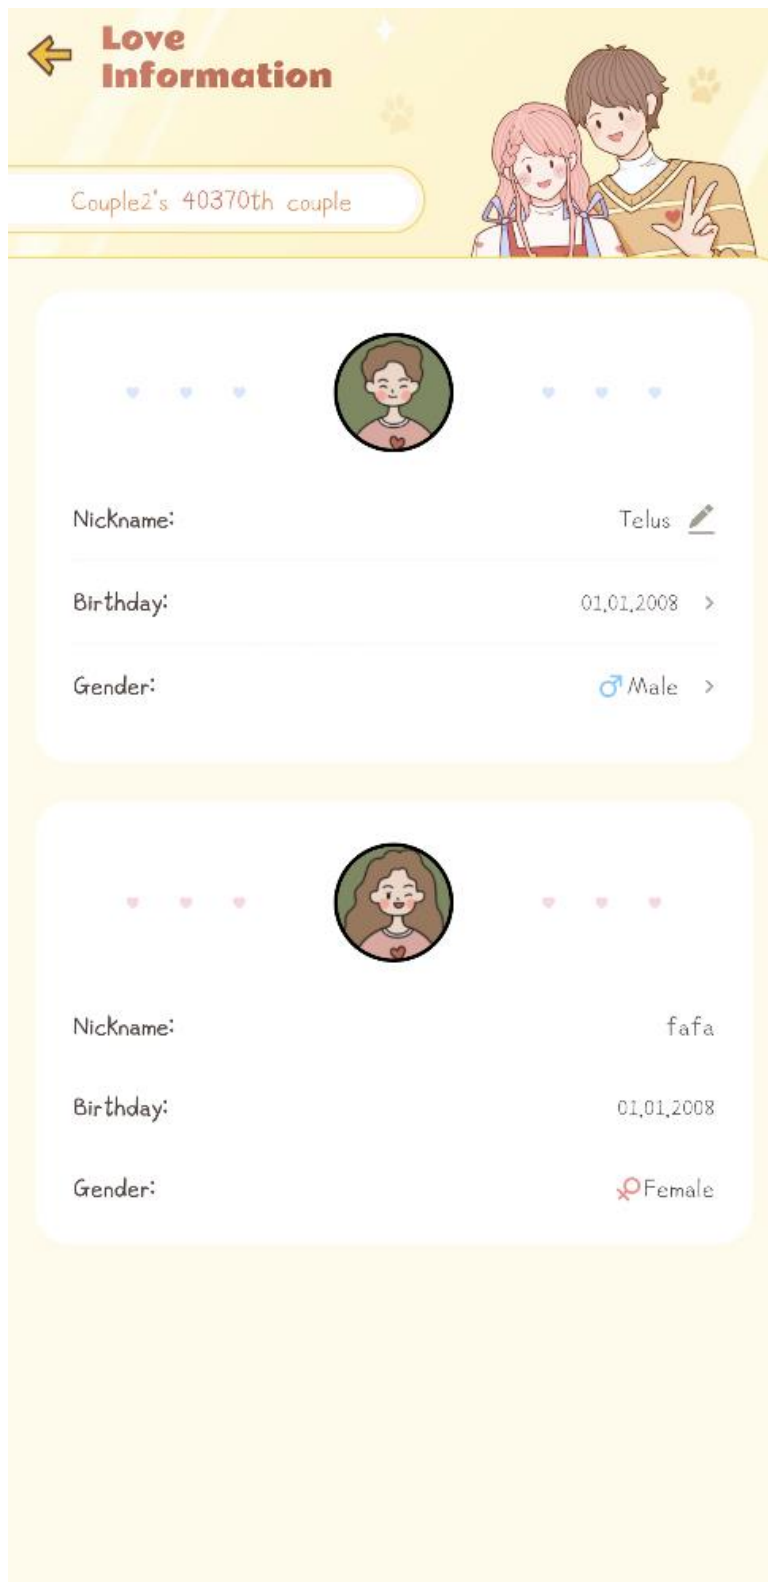 Love
Information
Couple2's 40370th couple
Nickname: Telus
Birthday: 01.01.2008
Gender: Male
Nickname: fafa
Birthday: 01.01.2008
Gender: Female